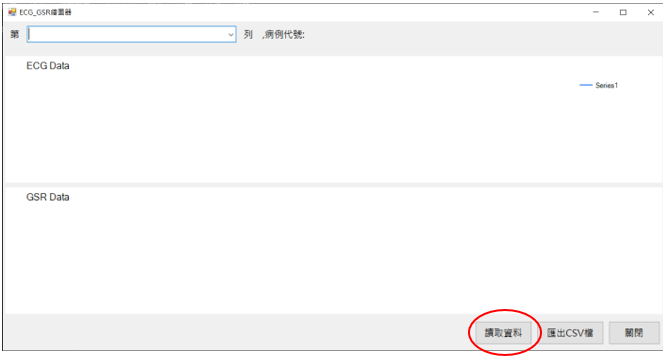 ECG_GSR繪圖器
第 列 ,病例代號:
ECG Data
Series1
GSR Data
讀取資料 匯出CSV檔 關閉